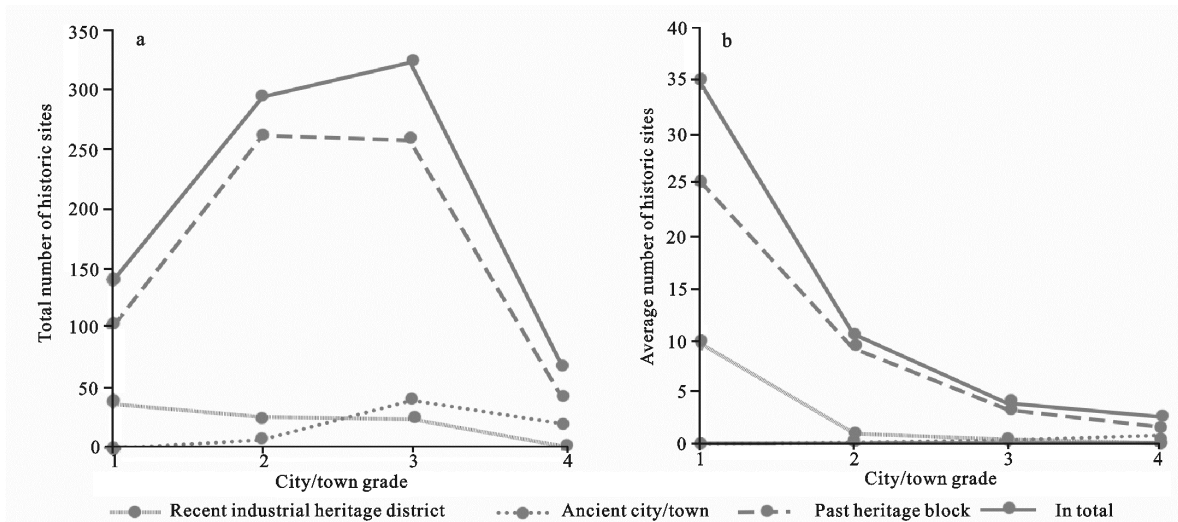 a
350
300
250
200
150
100
50
0
Total number of historic sites
1 2 3 4
City/town grade
b
40
35
30
25
20
15
10
5
0
Average number of historic sites
1 2 3 4
City/town grade
Recent industrial heritage district Ancient city/town Past heritage block In total